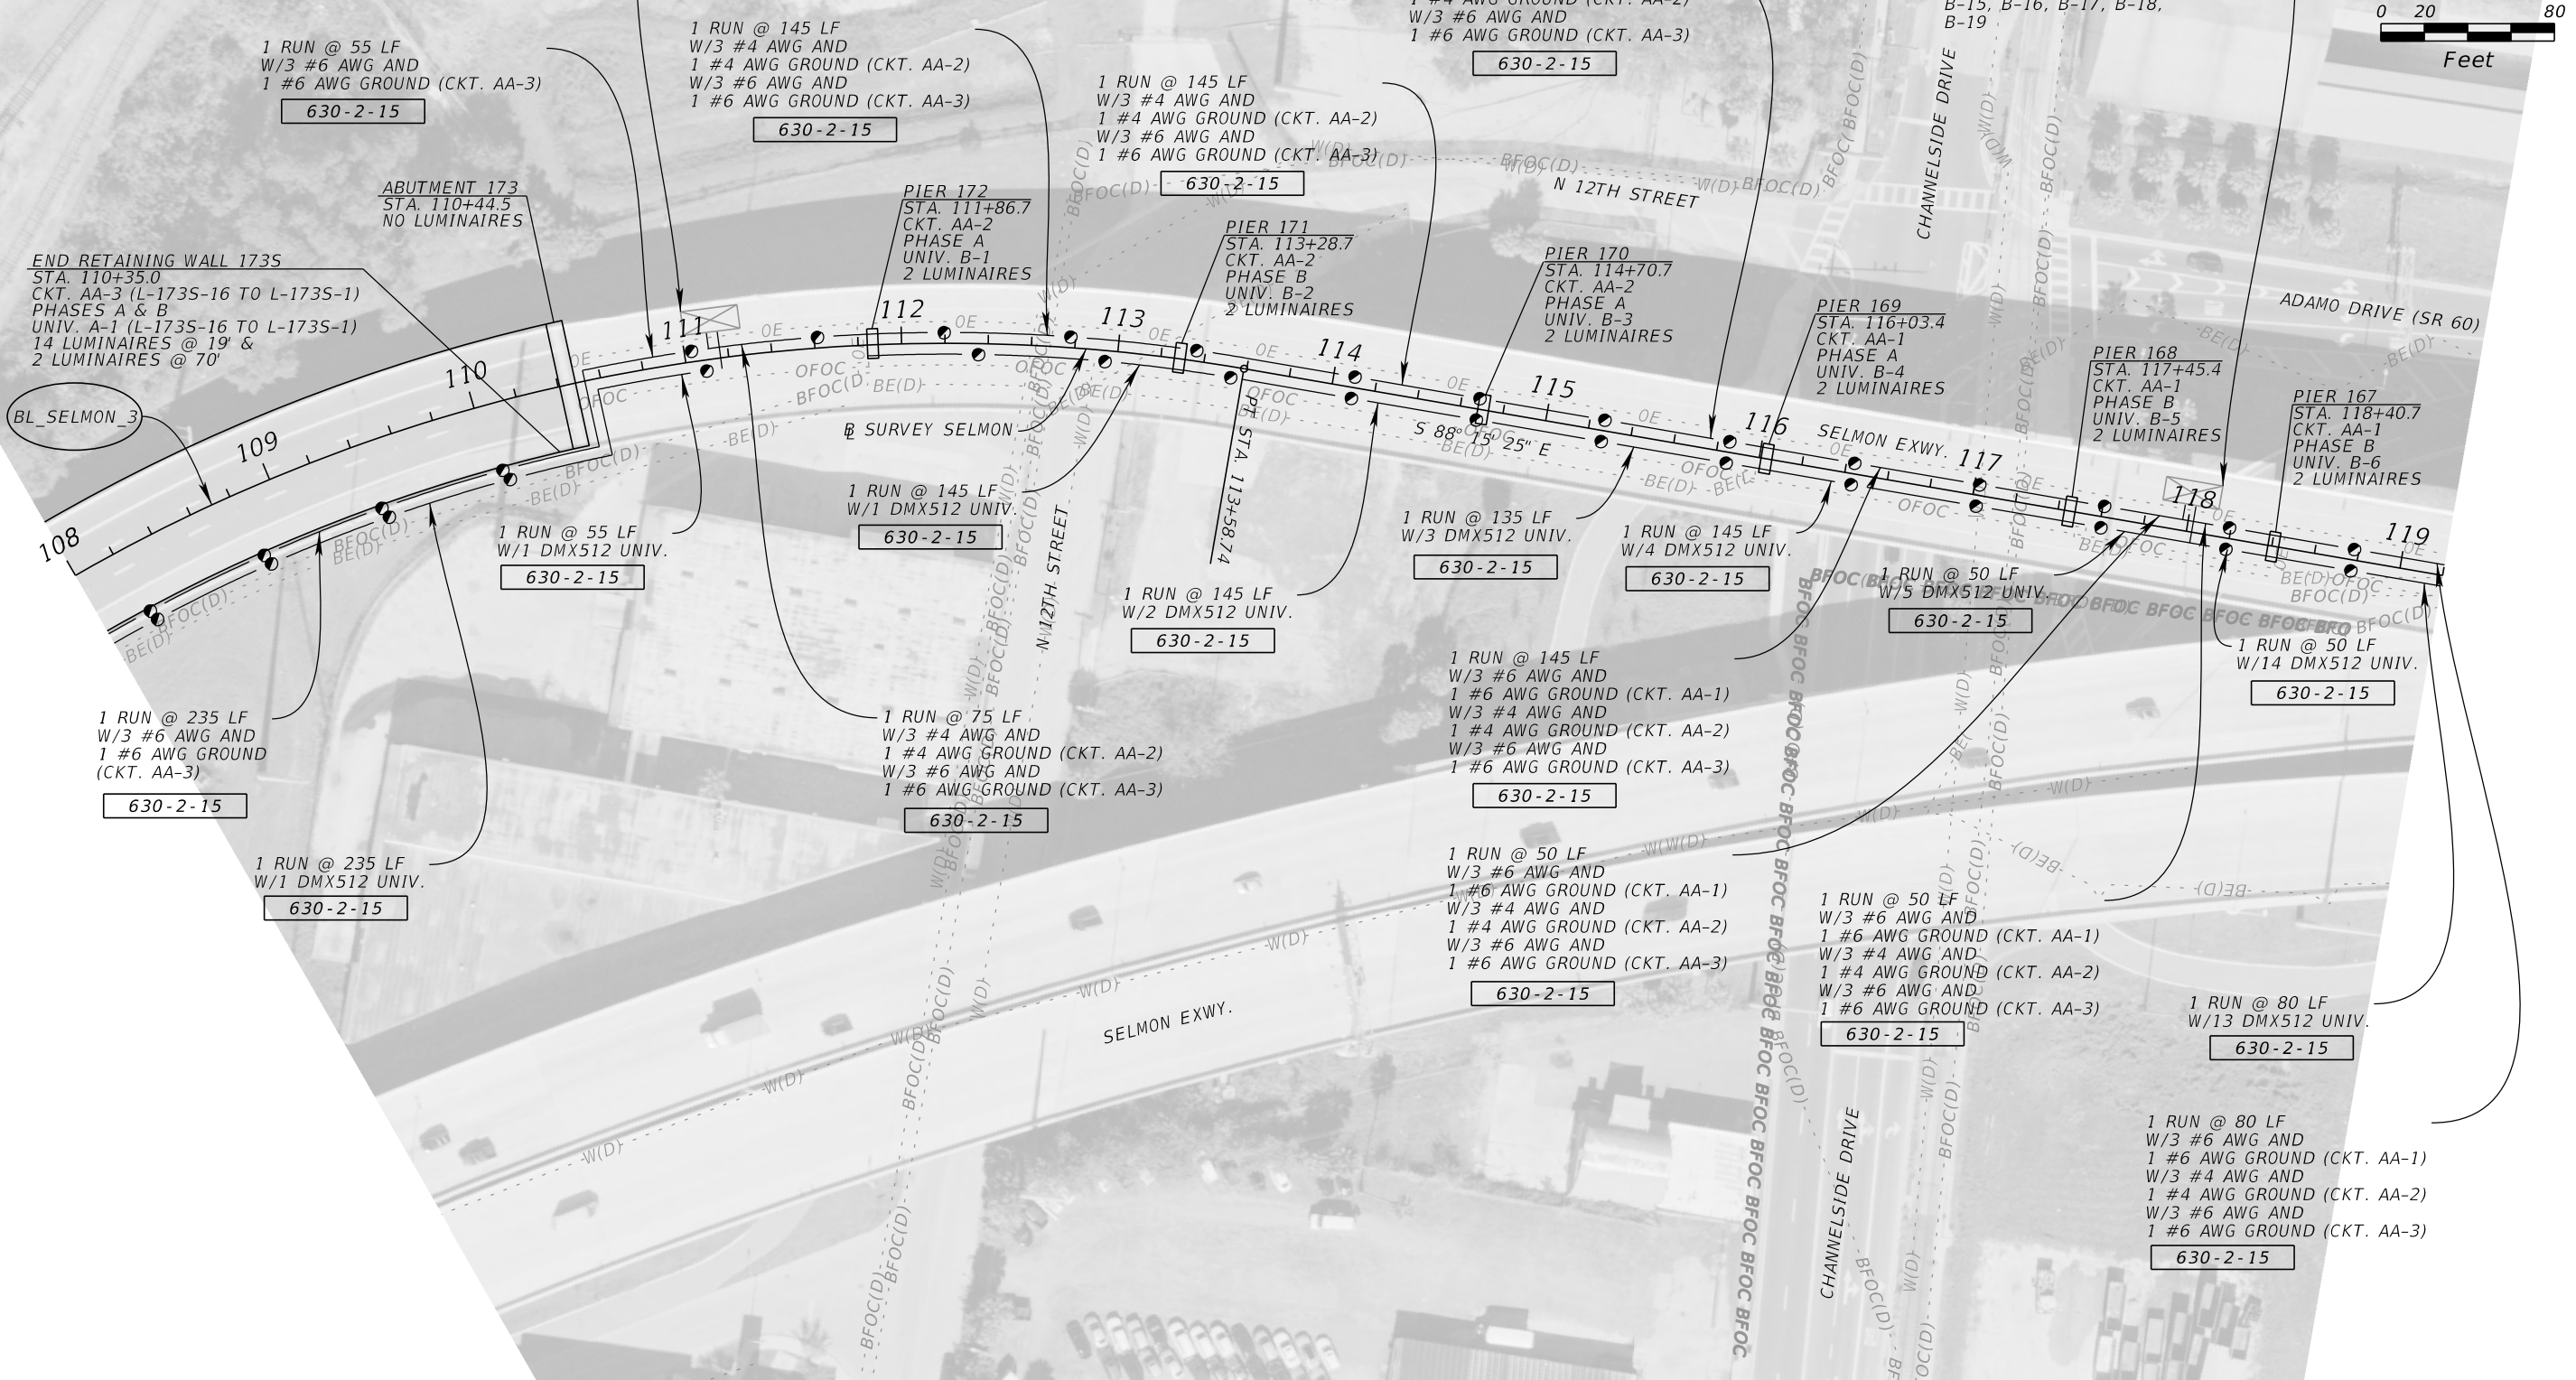 1 RUN @ 55 LF
W/3 #6 AWG AND
1 #6 AWG GROUND (CKT. AA-3)
630-2-15
1 RUN @ 145 LF
W/3 #4 AWG AND
1 #4 AWG GROUND (CKT. AA-2)
W/3 #6 AWG AND
1 #6 AWG GROUND (CKT. AA-3)
630-2-15
1 RUN @ 145 LF
W/3 #4 AWG AND
1 #4 AWG GROUND (CKT. AA-2)
W/3 #6 AWG AND
1 #6 AWG GROUND (CKT. AA-3)
630-2-15
1 #4 AWG GROUND (CKT. AA-2)
W/3 #6 AWG AND
1 #6 AWG GROUND (CKT. AA-3)
630-2-15
B-15, B-16, B-17, B-18,
B-19
0 20 80
Feet
CHANNELSIDE DRIVE
N 12TH STREET
ADAMO DRIVE (SR 60)
ABUTMENT 173
STA. 110+44.5
NO LUMINAIRES
END RETAINING WALL 173S
STA. 110+35.0
CKT. AA-3 (L-173S-16 TO L-173S-1)
PHASES A & B
UNIV. A-1 (L-173S-16 TO L-173S-1)
14 LUMINAIRES @ 19' &
2 LUMINAIRES @ 70'
BL_SELMON_3
PIER 172
STA. 111+86.7
CKT. AA-2
PHASE A
UNIV. B-1
2 LUMINAIRES
PIER 171
STA. 113+28.7
CKT. AA-2
PHASE B
UNIV. B-2
2 LUMINAIRES
PIER 170
STA. 114+70.7
CKT. AA-2
PHASE A
UNIV. B-3
2 LUMINAIRES
PIER 169
STA. 116+03.4
CKT. AA-1
PHASE A
UNIV. B-4
2 LUMINAIRES
PIER 168
STA. 117+45.4
CKT. AA-1
PHASE B
UNIV. B-5
2 LUMINAIRES
PIER 167
STA. 118+40.7
CKT. AA-1
PHASE B
UNIV. B-6
2 LUMINAIRES
108
109
110
111
112
113
114
115
116
117
118
119
BL SURVEY SELMON
PT STA. 113+58.74
S 88° 15' 25" E
SELMON EXWY.
N 12TH STREET
1 RUN @ 55 LF
W/1 DMX512 UNIV.
630-2-15
1 RUN @ 145 LF
W/1 DMX512 UNIV.
630-2-15
1 RUN @ 145 LF
W/2 DMX512 UNIV.
630-2-15
1 RUN @ 135 LF
W/3 DMX512 UNIV.
630-2-15
1 RUN @ 145 LF
W/4 DMX512 UNIV.
630-2-15
1 RUN @ 50 LF
W/5 DMX512 UNIV.
630-2-15
1 RUN @ 50 LF
W/14 DMX512 UNIV.
630-2-15
1 RUN @ 235 LF
W/3 #6 AWG AND
1 #6 AWG GROUND
(CKT. AA-3)
630-2-15
1 RUN @ 235 LF
W/1 DMX512 UNIV.
630-2-15
1 RUN @ 75 LF
W/3 #4 AWG AND
1 #4 AWG GROUND (CKT. AA-2)
W/3 #6 AWG AND
1 #6 AWG GROUND (CKT. AA-3)
630-2-15
1 RUN @ 145 LF
W/3 #6 AWG AND
1 #6 AWG GROUND (CKT. AA-1)
W/3 #4 AWG AND
1 #4 AWG GROUND (CKT. AA-2)
W/3 #6 AWG AND
1 #6 AWG GROUND (CKT. AA-3)
630-2-15
1 RUN @ 50 LF
W/3 #6 AWG AND
1 #6 AWG GROUND (CKT. AA-1)
W/3 #4 AWG AND
1 #4 AWG GROUND (CKT. AA-2)
W/3 #6 AWG AND
1 #6 AWG GROUND (CKT. AA-3)
630-2-15
1 RUN @ 50 LF
W/3 #6 AWG AND
1 #6 AWG GROUND (CKT. AA-1)
W/3 #4 AWG AND
1 #4 AWG GROUND (CKT. AA-2)
W/3 #6 AWG AND
1 #6 AWG GROUND (CKT. AA-3)
630-2-15
1 RUN @ 80 LF
W/13 DMX512 UNIV.
630-2-15
1 RUN @ 80 LF
W/3 #6 AWG AND
1 #6 AWG GROUND (CKT. AA-1)
W/3 #4 AWG AND
1 #4 AWG GROUND (CKT. AA-2)
W/3 #6 AWG AND
1 #6 AWG GROUND (CKT. AA-3)
630-2-15
SELMON EXWY.
CHANNELSIDE DRIVE
OE
OFOC
BFOC(D)
BE(D)
W(D)
BFOC BFOC BFOC BFOC